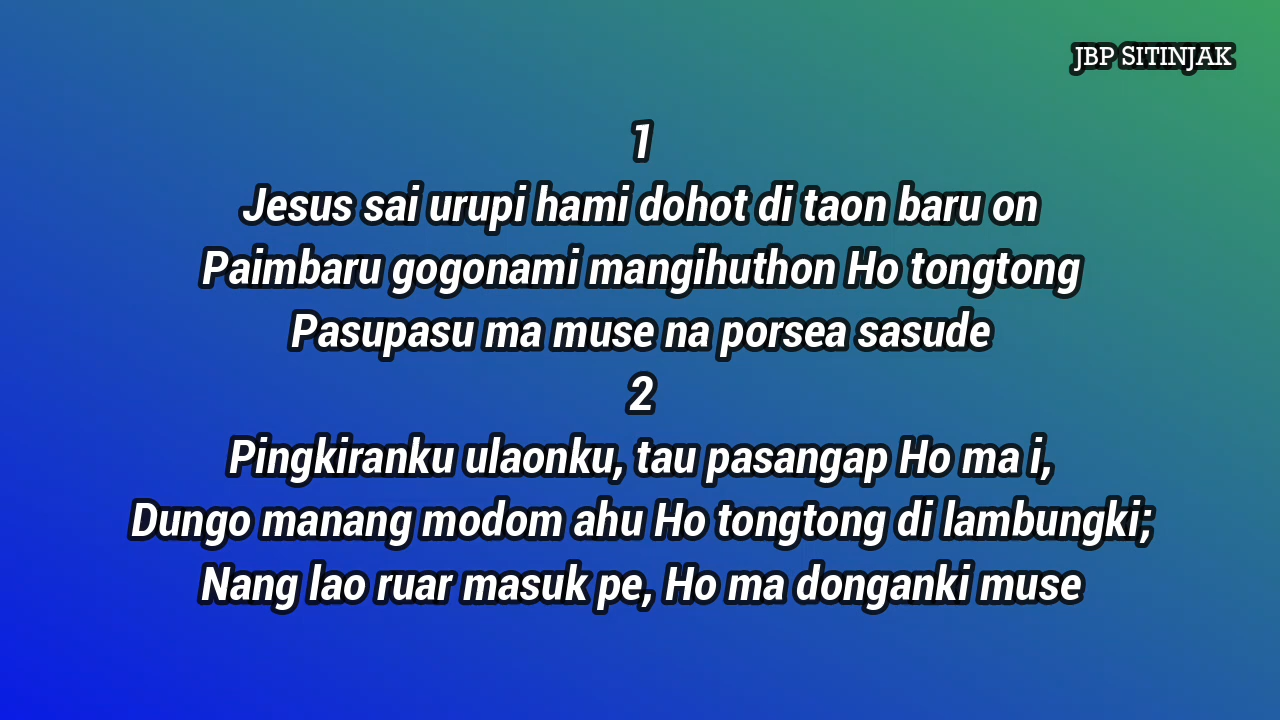 JBP SITINJAK
1
Jesus sai urupi hami dohot di taon baru on
Paimbaru gogonami mangihuthon Ho tongtong
Pasupasu ma muse na porsea sasude
2
Pingkiranku ulaonku, tau pasangap Ho ma i,
Dungo manang modom ahu Ho tongtong di lambungki;
Nang lao ruar masuk pe, Ho ma donganki muse